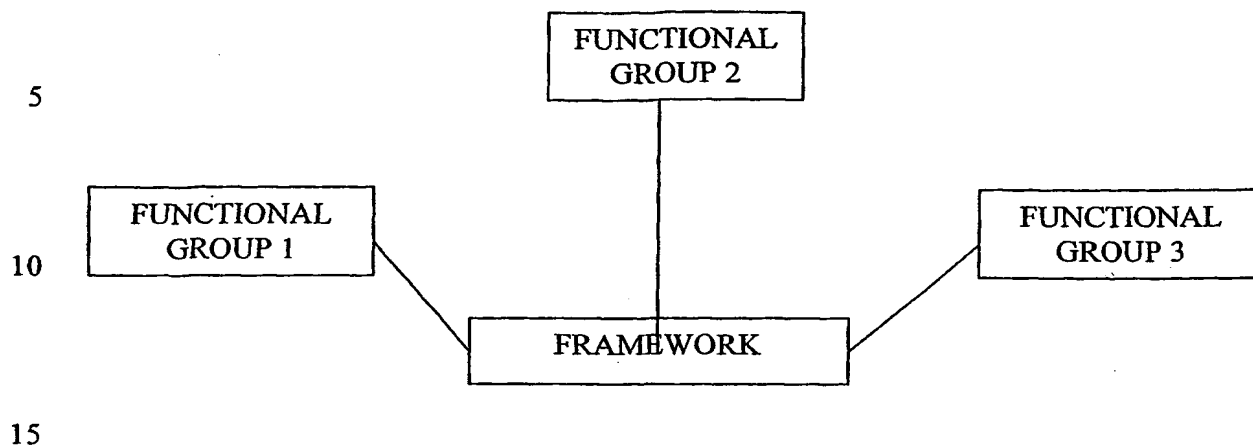 FUNCTIONAL
GROUP 2
5
FUNCTIONAL
GROUP 1
FUNCTIONAL
GROUP 3
10
FRAMEWORK
15